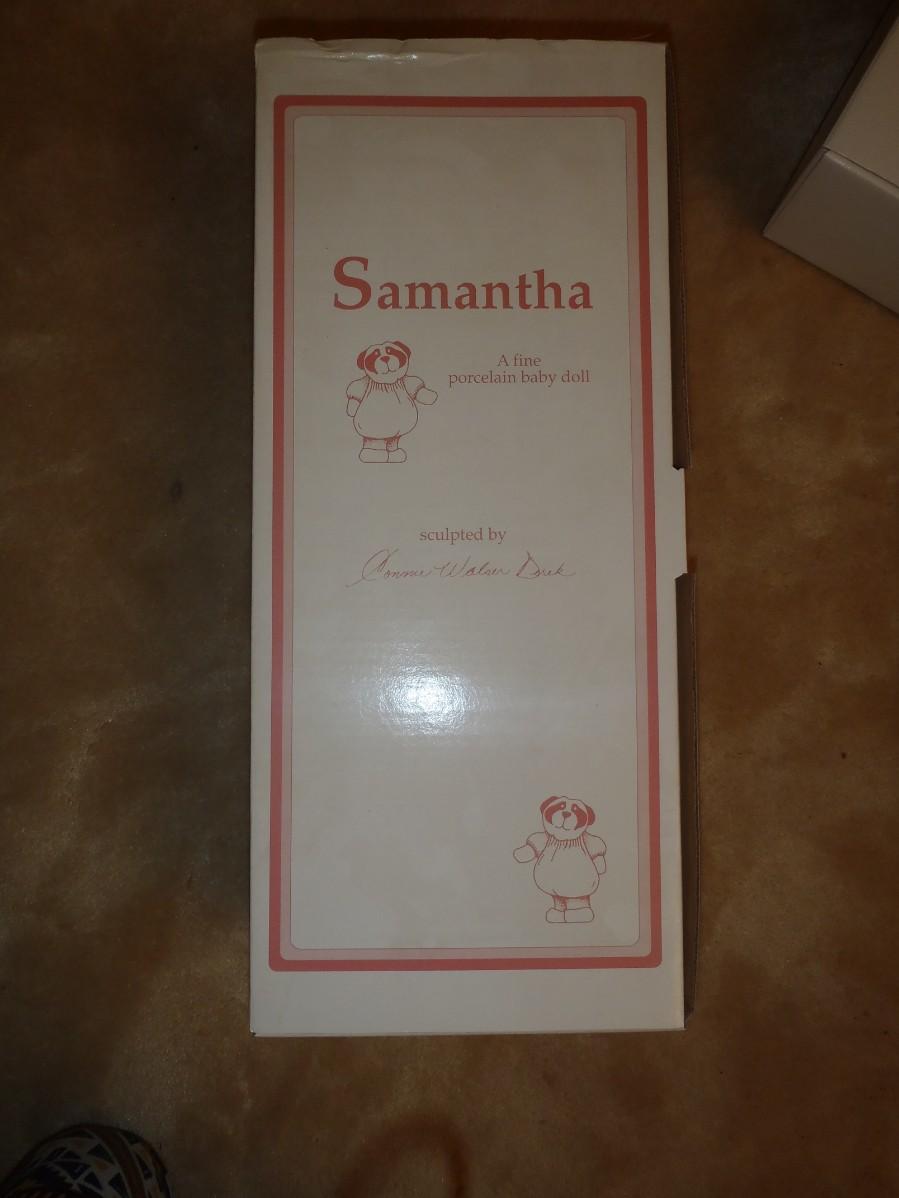 Samantha
A fine
porcelain baby doll
sculpted by
Connie Walser Derek